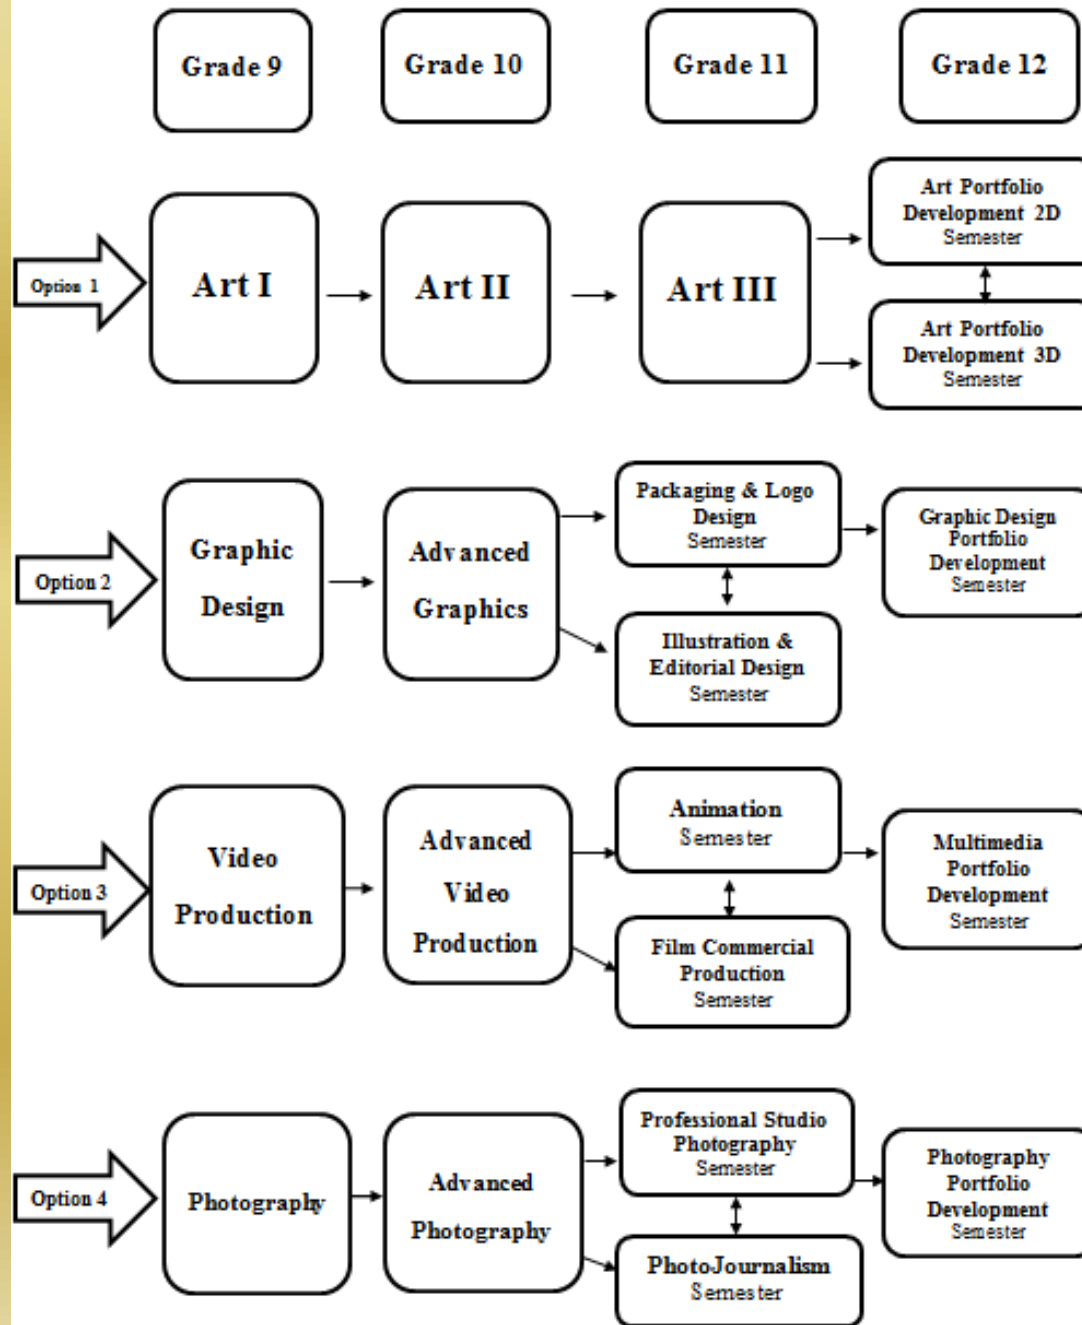 Grade 9
Grade 10
Grade 11
Grade 12
Option 1
Art I
Art II
Art III
Art Portfolio
Development 2D
Semester
Art Portfolio
Development 3D
Semester
Option 2
Graphic
Design
Advanced
Graphics
Packaging & Logo
Design
Semester
Illustration &
Editorial Design
Semester
Graphic Design
Portfolio
Development
Semester
Option 3
Video
Production
Advanced
Video
Production
Animation
Semester
Film Commercial
Production
Semester
Multimedia
Portfolio
Development
Semester
Option 4
Photography
Advanced
Photography
Professional Studio
Photography
Semester
PhotoJournalism
Semester
Photography
Portfolio
Development
Semester